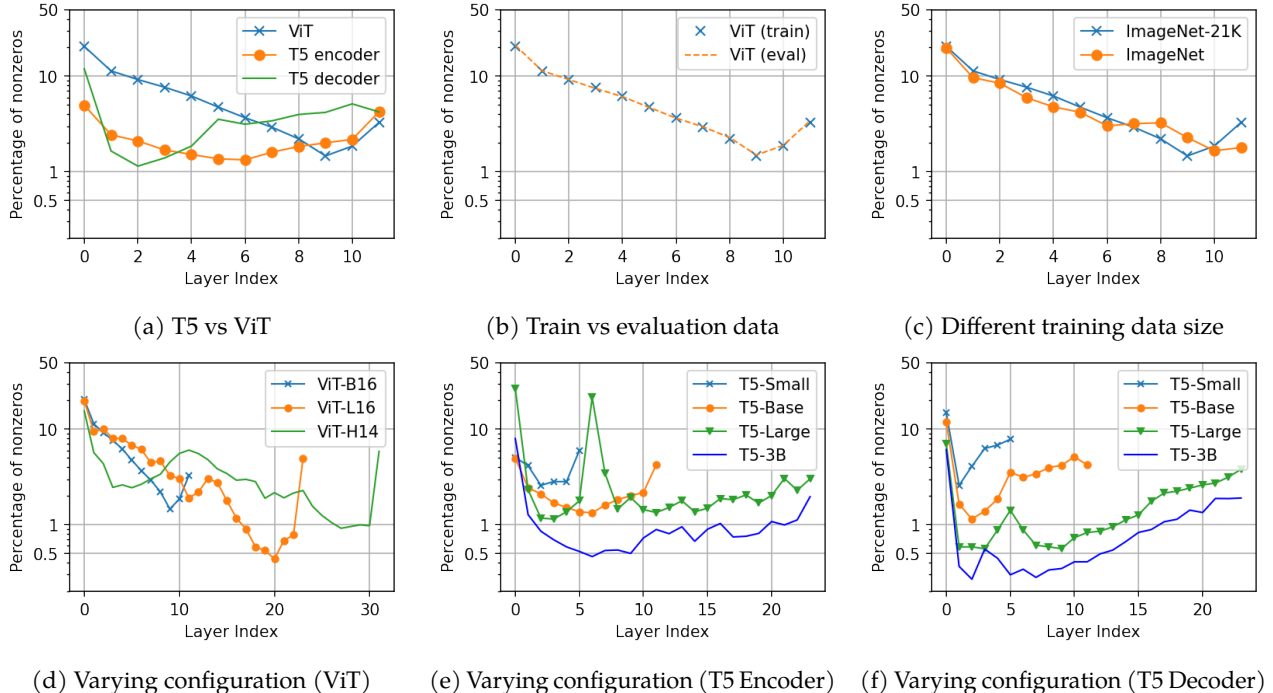 50
10
1
0.5
Percentage of nonzeros
0 2 4 6 8 10
Layer Index
ViT
T5 encoder
T5 decoder
(a) T5 vs ViT
50
10
1
0.5
Percentage of nonzeros
0 2 4 6 8 10
Layer Index
ViT (train)
ViT (eval)
(b) Train vs evaluation data
50
10
1
0.5
Percentage of nonzeros
0 2 4 6 8 10
Layer Index
ImageNet-21K
ImageNet
(c) Different training data size
50
10
1
0.5
Percentage of nonzeros
0 10 20 30
Layer Index
ViT-B16
ViT-L16
ViT-H14
(d) Varying configuration (ViT)
50
10
1
0.5
Percentage of nonzeros
0 5 10 15 20
Layer Index
T5-Small
T5-Base
T5-Large
T5-3B
(e) Varying configuration (T5 Encoder)
50
10
1
0.5
Percentage of nonzeros
0 5 10 15 20
Layer Index
T5-Small
T5-Base
T5-Large
T5-3B
(f) Varying configuration (T5 Decoder)